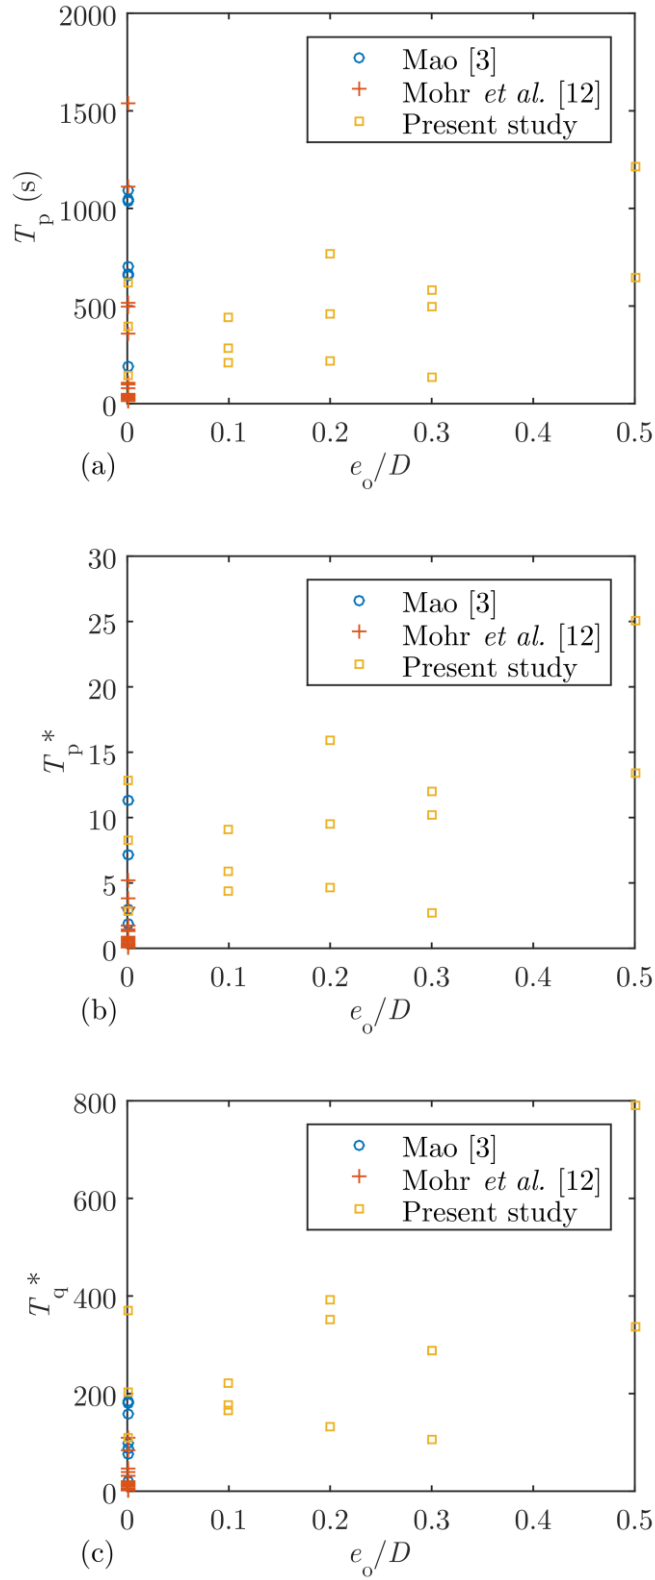 2000
1500
1000
500
0
T_p (s)
Mao [3]
Mohr et al. [12]
Present study
0 0.1 0.2 0.3 0.4 0.5
(a) e_o/D
30
25
20
15
10
5
0
T_p*
Mao [3]
Mohr et al. [12]
Present study
0 0.1 0.2 0.3 0.4 0.5
(b) e_o/D
800
600
400
200
0
T_q*
Mao [3]
Mohr et al. [12]
Present study
0 0.1 0.2 0.3 0.4 0.5
(c) e_o/D